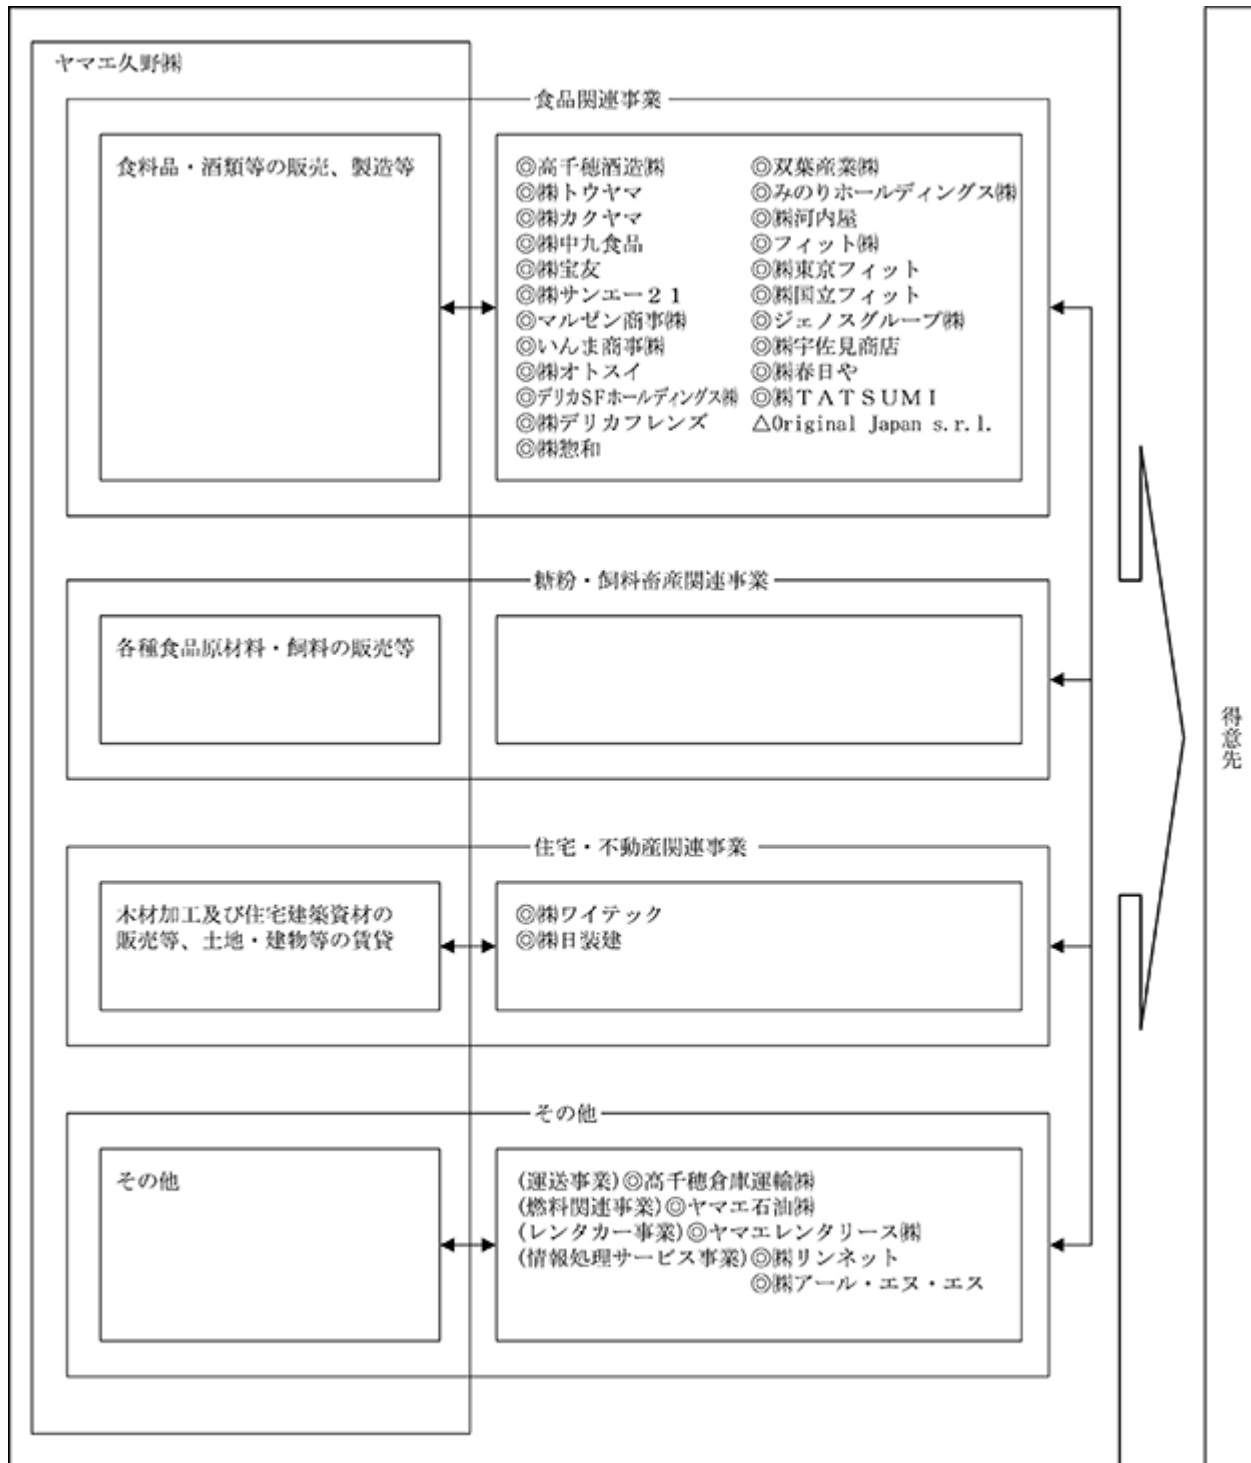 ヤマエ久野㈱
食品関連事業
食料品・酒類等の販売、製造等
◎高千穂酒造㈱
◎㈱トウヤマ
◎㈱カクヤマ
◎㈱中九食品
◎㈱宝友
◎㈱サンエー２１
◎マルゼン商事㈱
◎いんま商事㈱
◎㈱オトスイ
◎デリカSFホールディングス㈱
◎㈱デリカフレンズ
◎㈱惣和
◎双葉産業㈱
◎みのりホールディングス㈱
◎㈱河内屋
◎フィット㈱
◎㈱東京フィット
◎㈱国立フィット
◎ジェノスグループ㈱
◎㈱宇佐見商店
◎㈱春日や
◎㈱ＴＡＴＳＵＭＩ
△Original Japan s.r.l.
糖粉・飼料畜産関連事業
各種食品原材料・飼料の販売等
住宅・不動産関連事業
木材加工及び住宅建築資材の
販売等、土地・建物等の賃貸
◎㈱ワイテック
◎㈱日装建
その他
その他
(運送事業)◎高千穂倉庫運輸㈱
(燃料関連事業)◎ヤマエ石油㈱
(レンタカー事業)◎ヤマエレンタリース㈱
(情報処理サービス事業)◎㈱リンネット
◎㈱アール・エヌ・エス
得意先